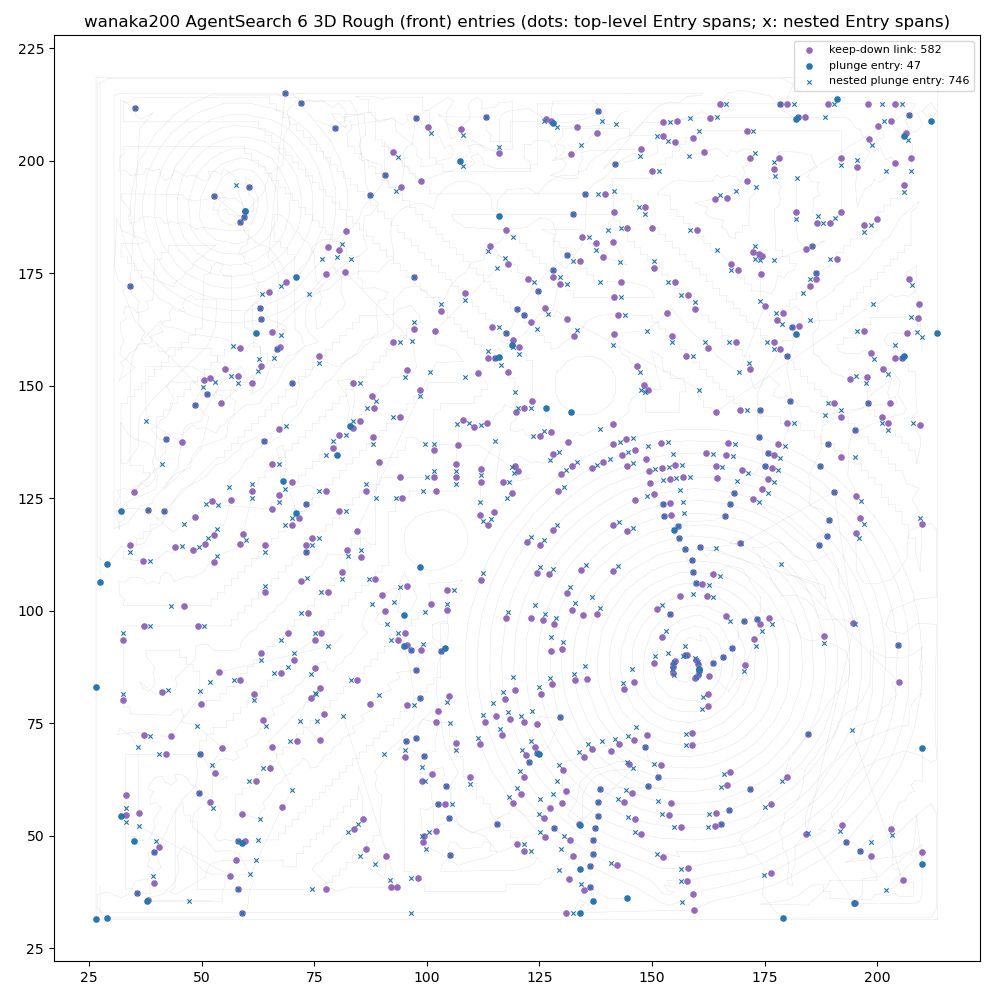 wanaka200 AgentSearch 6 3D Rough (front) entries (dots: top-level Entry spans; x: nested Entry spans)
keep-down link: 582
plunge entry: 47
nested plunge entry: 746
225
200
175
150
125
100
75
50
25
25 50 75 100 125 150 175 200